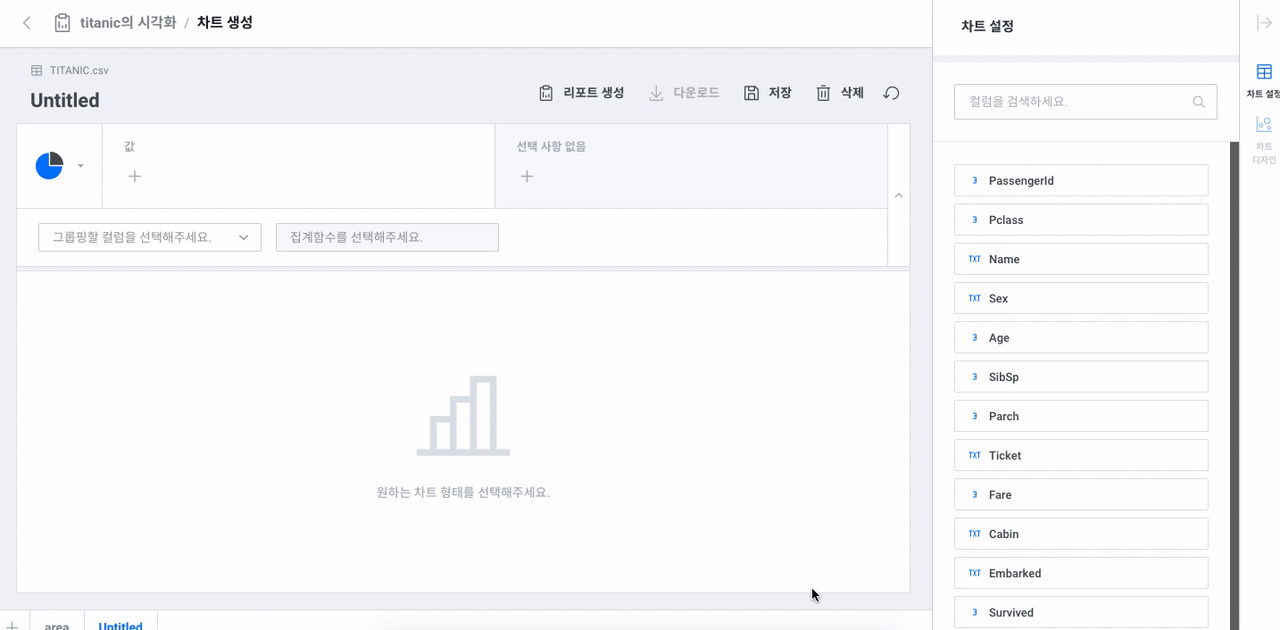 titanic의 시각화 / 차트 생성
차트 설정
TITANIC.csv
Untitled
리포트 생성
다운로드
저장
삭제
값
선택 사항 없음
그룹핑할 컬럼을 선택해주세요.
집계함수를 선택해주세요.
원하는 차트 형태를 선택해주세요.
area
Untitled
컬럼을 검색하세요.
3 PassengerId
3 Pclass
TXT Name
TXT Sex
3 Age
3 SibSp
3 Parch
TXT Ticket
3 Fare
TXT Cabin
TXT Embarked
3 Survived
차트 설정
차트
디자인